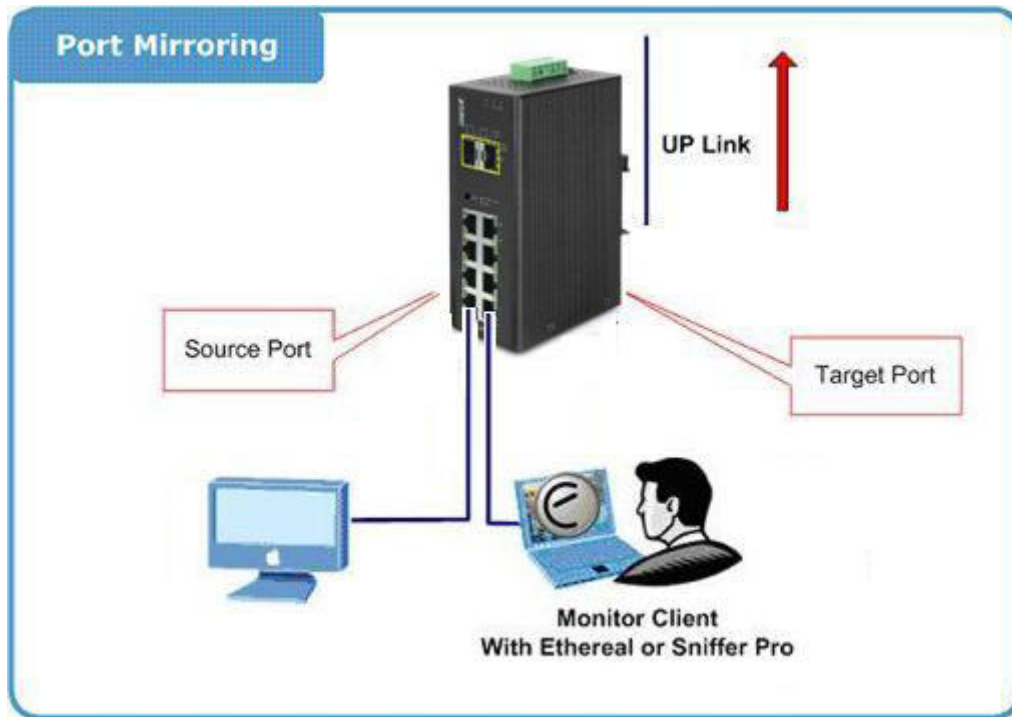 Port Mirroring
UP Link
Source Port
Target Port
Monitor Client
With Ethereal or Sniffer Pro